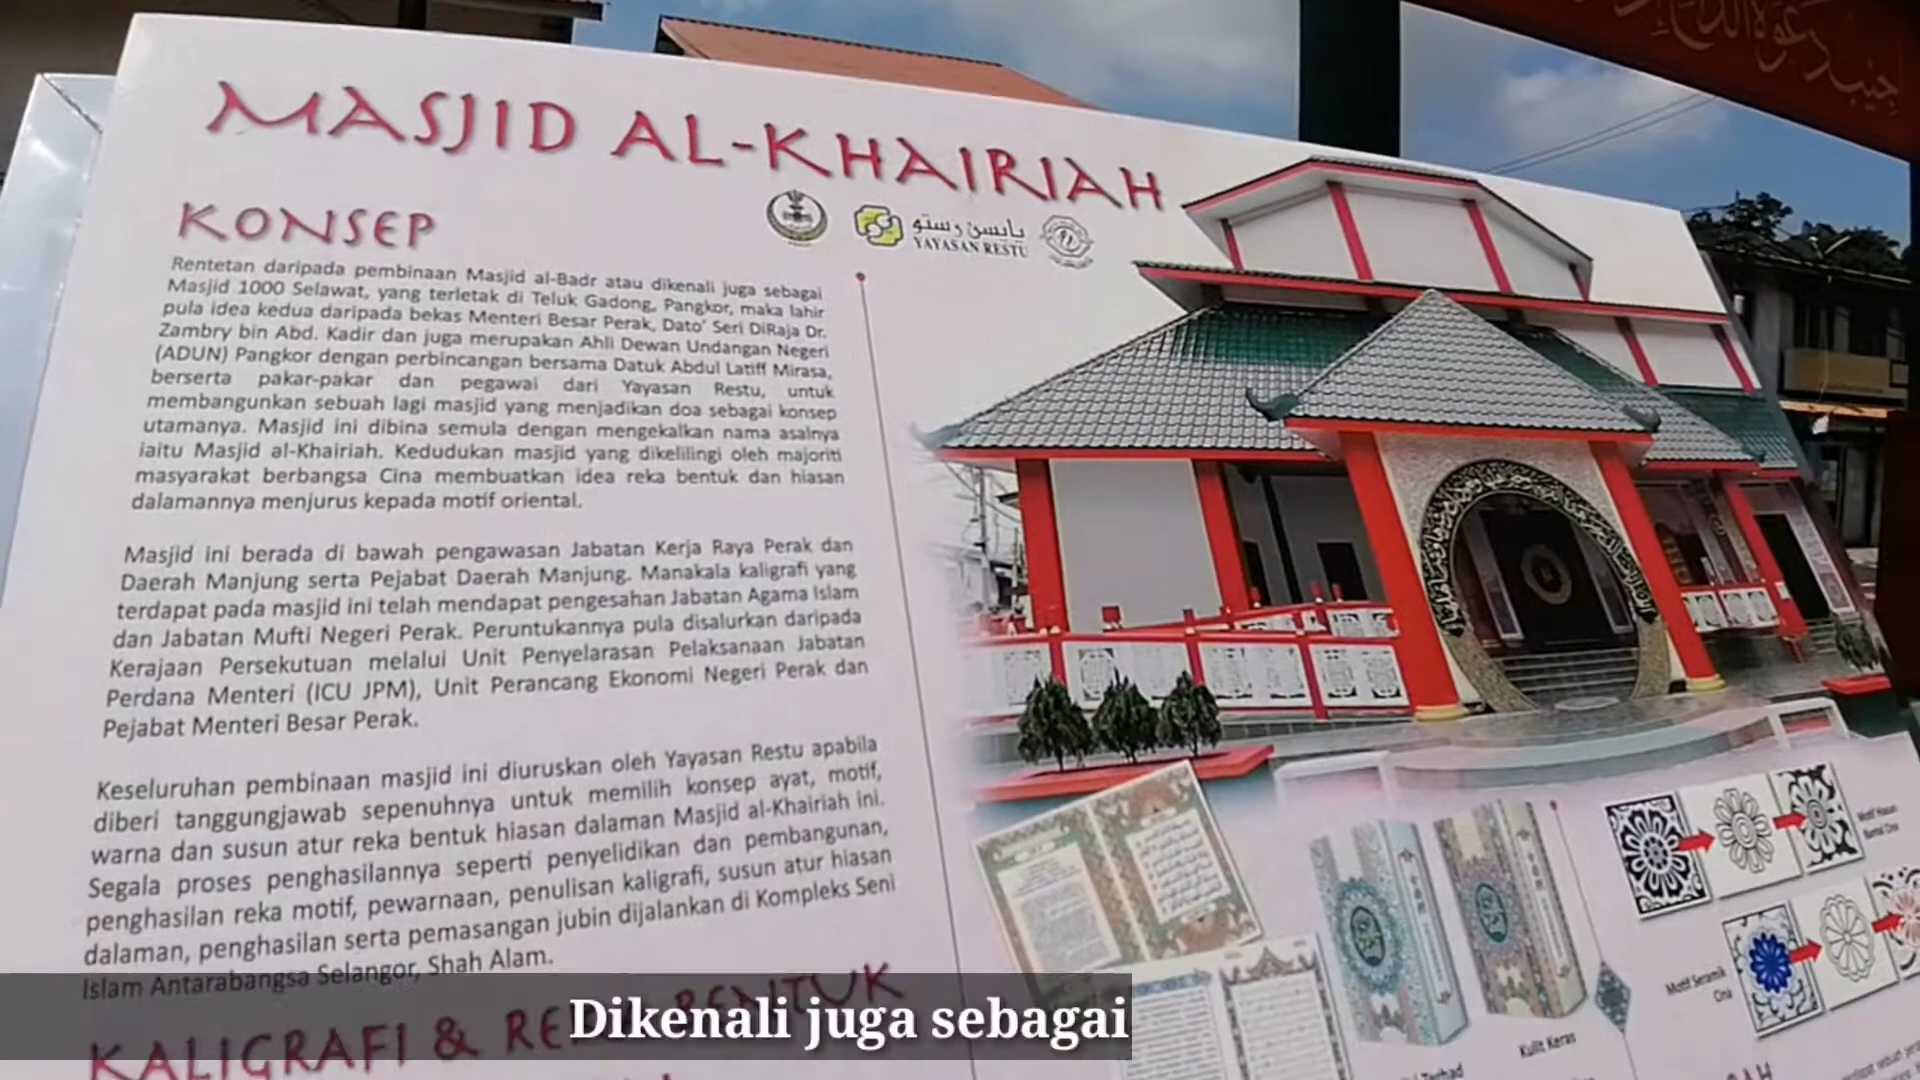 MASJID AL-KHAIRIAH
KONSEP
يايسن رستو
YAYASAN RESTU
Rentetan daripada pembinaan Masjid al-Badr atau dikenali juga sebagai
Masjid 1000 Selawat, yang terletak di Teluk Gadong, Pangkor, maka lahir
pula idea kedua daripada bekas Menteri Besar Perak, Dato' Seri DiRaja Dr.
Zambry bin Abd. Kadir dan juga merupakan Ahli Dewan Undangan Negeri
(ADUN) Pangkor dengan perbincangan bersama Datuk Abdul Latiff Mirasa,
berserta pakar-pakar dan pegawai dari Yayasan Restu, untuk
membangunkan sebuah lagi masjid yang menjadikan doa sebagai konsep
utamanya. Masjid ini dibina semula dengan mengekalkan nama asalnya
iaitu Masjid al-Khairiah. Kedudukan masjid yang dikelilingi oleh majoriti
masyarakat berbangsa Cina membuatkan idea reka bentuk dan hiasan
dalamannya menjurus kepada motif oriental.
Masjid ini berada di bawah pengawasan Jabatan Kerja Raya Perak dan
Daerah Manjung serta Pejabat Daerah Manjung. Manakala kaligrafi yang
terdapat pada masjid ini telah mendapat pengesahan Jabatan Agama Islam
dan Jabatan Mufti Negeri Perak. Peruntukannya pula disalurkan daripada
Kerajaan Persekutuan melalui Unit Penyelarasan Pelaksanaan Jabatan
Perdana Menteri (ICU JPM), Unit Perancang Ekonomi Negeri Perak dan
Pejabat Menteri Besar Perak.
Keseluruhan pembinaan masjid ini diuruskan oleh Yayasan Restu apabila
diberi tanggungjawab sepenuhnya untuk memilih konsep ayat, motif,
warna dan susun atur reka bentuk hiasan dalaman Masjid al-Khairiah ini.
Segala proses penghasilannya seperti penyelidikan dan pembangunan,
penghasilan reka motif, pewarnaan, penulisan kaligrafi, susun atur hiasan
dalaman, penghasilan serta pemasangan jubin dijalankan di Kompleks Seni
Islam Antarabangsa Selangor, Shah Alam.
KALIGRAFI & REKA BENTUK
Motif Hiasan
Bantal Cina
Motif Seramik
Cina
Kulit Keras
Terhad
Dikenali juga sebagai